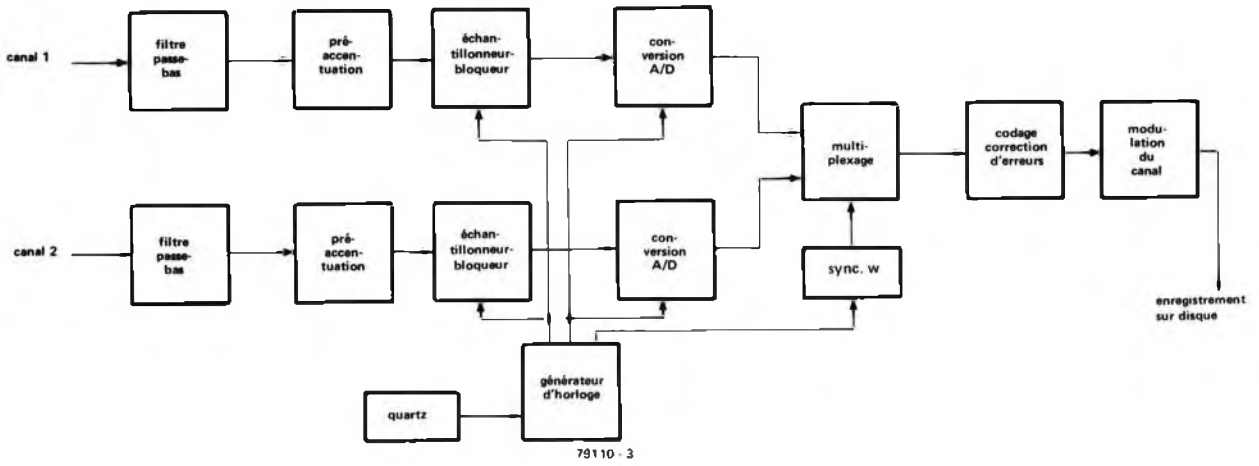 canal 1
filtre
passe-
bas
pré-
accen-
tuation
échan-
tillonneur-
bloqueur
con-
version
A/D
multi-
plexage
codage
correction
d'erreurs
modu-
lation
du
canal
canal 2
filtre
passe-
bas
pré-
accen-
tuation
échan-
tillonneur-
bloqueur
con-
version
A/D
sync. w
enregistrement
sur disque
générateur
d'horloge
quartz
79110 - 3